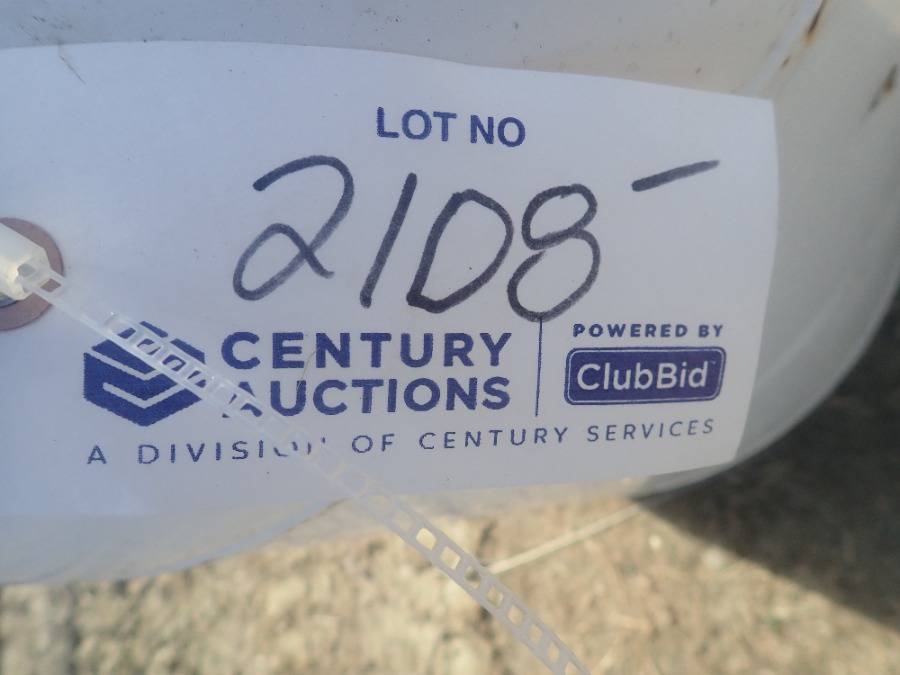 LOT NO
2108-
CENTURY
AUCTIONS
POWERED BY
ClubBid
A DIVISION OF CENTURY SERVICES